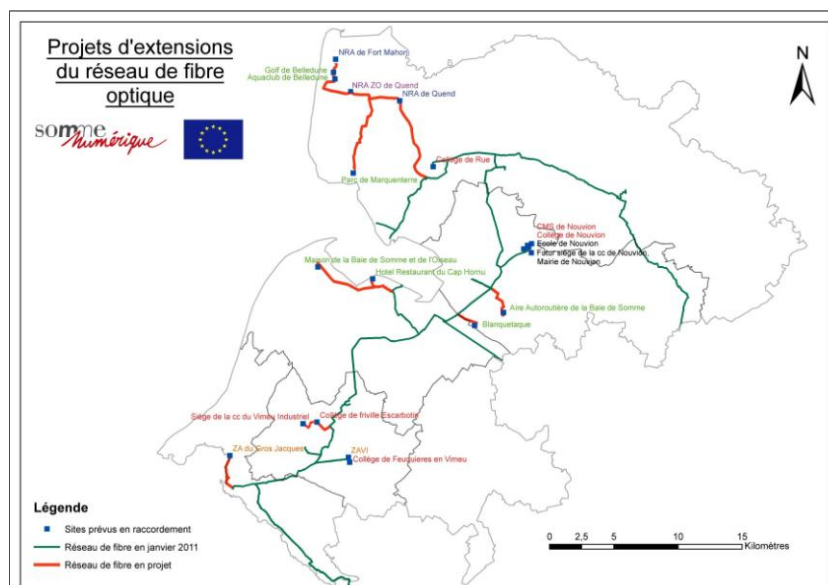 Projets d'extensions
du réseau de fibre
optique
somme
numérique
N
NRA de Fort Mahon
Golf de Belledune
Aquaclub de Belledune
NRA ZO de Quend
NRA de Quend
Collège de Rue
Parc de Marquenterre
CMS de Nouvion
Collège de Nouvion
Ecole de Nouvion
Futur siège de la cc de Nouvion
Mairie de Nouvion
Maison de la Baie de Somme et de l'Oiseau
Hotel Restaurant du Cap Hornu
Aire Autoroutière de la Baie de Somme
Blanquetaque
Siège de la cc du Vimeu Industriel
Collège de friville Escarbotin
ZA du Gros Jacques
ZAVI
Collège de Feuquieres en Vimeu
Légende
Sites prévus en raccordement
Réseau de fibre en janvier 2011
Réseau de fibre en projet
0 2,5 5 10 15
Kilomètres